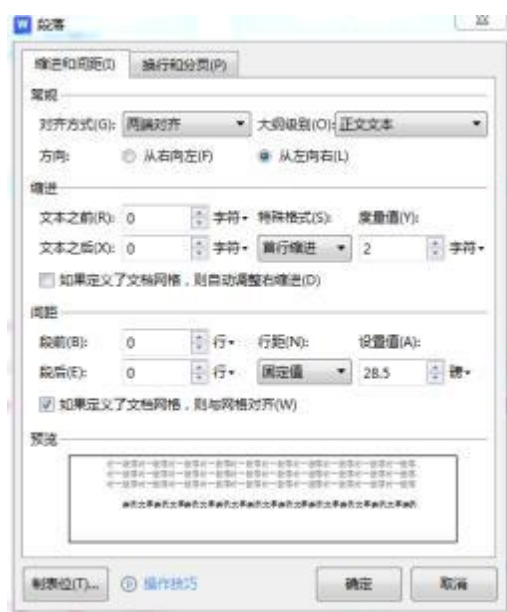 W 段落
缩进和间距(I) 换行和分页(P)
常规
对齐方式(G): 两端对齐 大纲级别(O): 正文文本
方向: 从右向左(F) 从左向右(L)
缩进
文本之前(R): 0 字符 特殊格式(S): 度量值(Y):
文本之后(X): 0 字符 首行缩进 2 字符
如果定义了文档网格，则自动调整右缩进(D)
间距
段前(B): 0 行 行距(N): 设置值(A):
段后(E): 0 行 固定值 28.5 磅
如果定义了文档网格，则与网格对齐(W)
预览
制表位(T)... 操作技巧 确定 取消